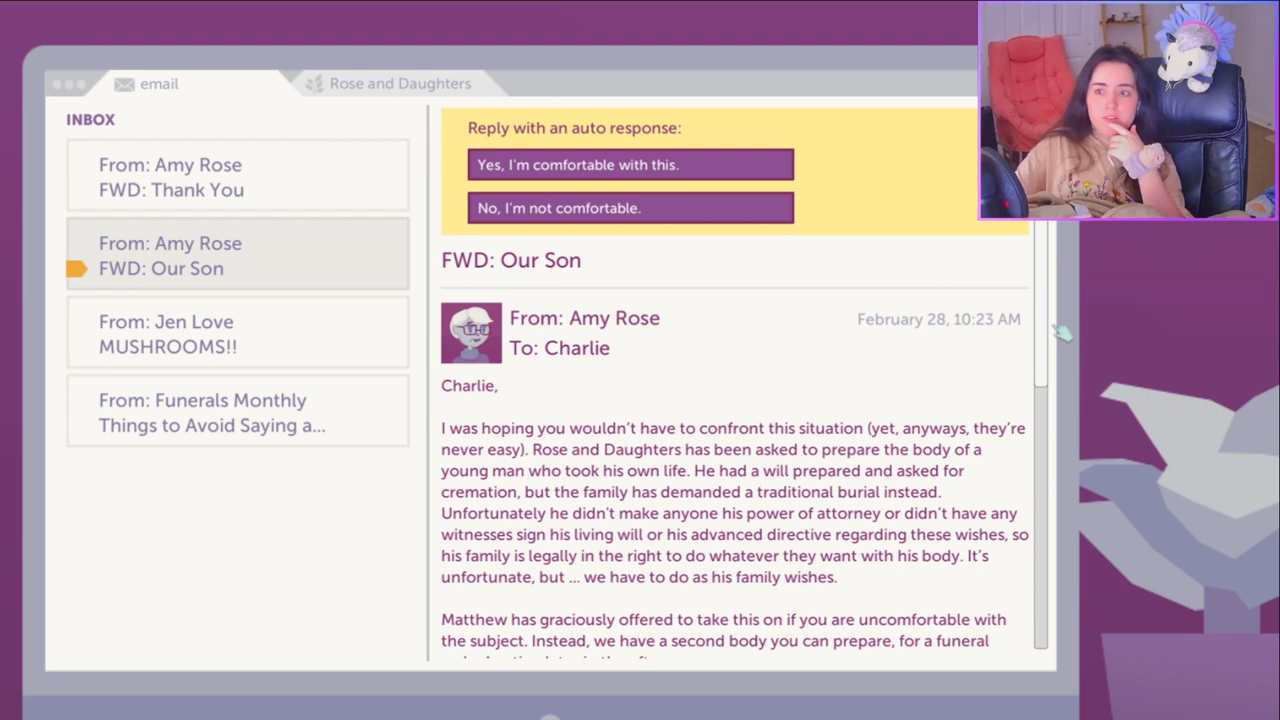 email
Rose and Daughters
INBOX
From: Amy Rose
FWD: Thank You
From: Amy Rose
FWD: Our Son
From: Jen Love
MUSHROOMS!!
From: Funerals Monthly
Things to Avoid Saying a...
Reply with an auto response:
Yes, I'm comfortable with this.
No, I'm not comfortable.
FWD: Our Son
From: Amy Rose
February 28, 10:23 AM
To: Charlie
Charlie,
I was hoping you wouldn't have to confront this situation (yet, anyways, they're
never easy). Rose and Daughters has been asked to prepare the body of a
young man who took his own life. He had a will prepared and asked for
cremation, but the family has demanded a traditional burial instead.
Unfortunately he didn't make anyone his power of attorney or didn't have any
witnesses sign his living will or his advanced directive regarding these wishes, so
his family is legally in the right to do whatever they want with his body. It's
unfortunate, but ... we have to do as his family wishes.
Matthew has graciously offered to take this on if you are uncomfortable with
the subject. Instead, we have a second body you can prepare, for a funeral